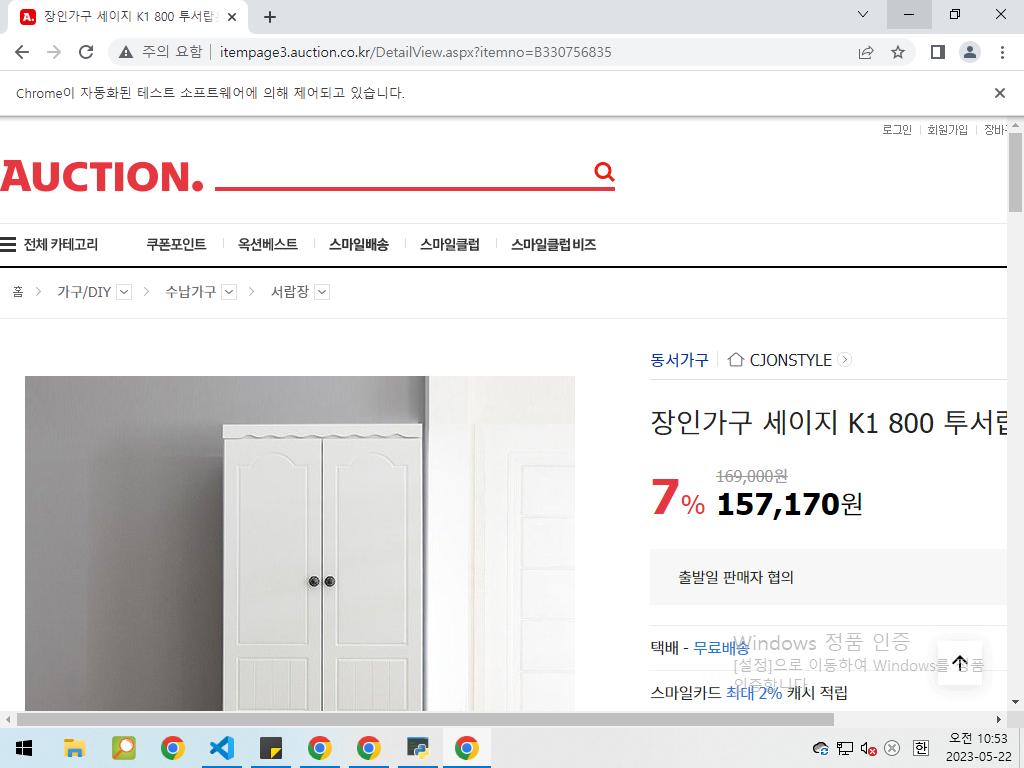 장인가구 세이지 K1 800 투서랍
주의 요함
itempage3.auction.co.kr/DetailView.aspx?itemno=B330756835
Chrome이 자동화된 테스트 소프트웨어에 의해 제어되고 있습니다.
로그인 회원가입 장바
AUCTION.
전체 카테고리 쿠폰포인트 옥션베스트 스마일배송 스마일클럽 스마일클럽 비즈
홈 가구/DIY 수납가구 서랍장
동서가구 CJONSTYLE
장인가구 세이지 K1 800 투서랍
169,000원
7% 157,170원
출발일 판매자 협의
택배 - 무료배송
Windows 정품 인증
[설정]으로 이동하여 Windows를 정품
인증합니다.
스마일카드 최대 2% 캐시 적립
한
오전 10:53
2023-05-22